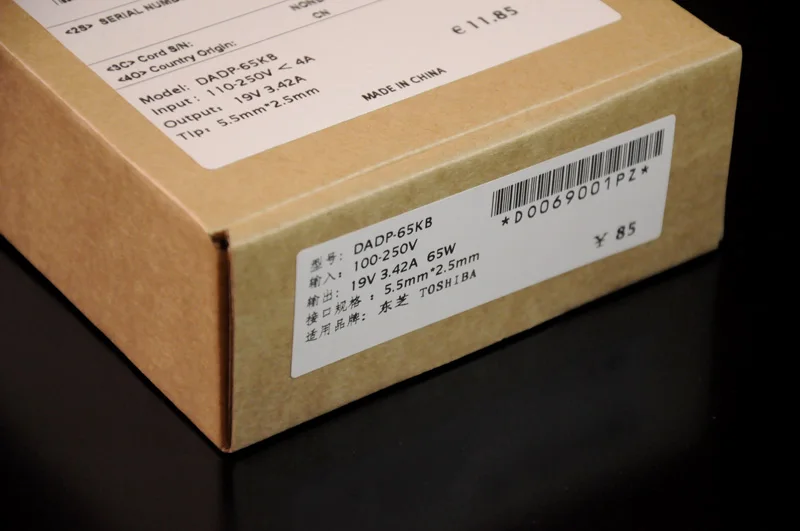 <2S> SERIAL NUMB
NONE
CN
<3C> Cord S/N:
<4O> Country Origin:
€11.85
Model: DADP-65KB
Input: 110-250V < 4A
Output: 19V 3.42A
Tip: 5.5mm*2.5mm
MADE IN CHINA
*D0069001PZ*
¥ 85
型号: DADP-65KB
输入: 100-250V
输出: 19V 3.42A 65W
接口规格: 5.5mm*2.5mm
适用品牌: 东芝 TOSHIBA